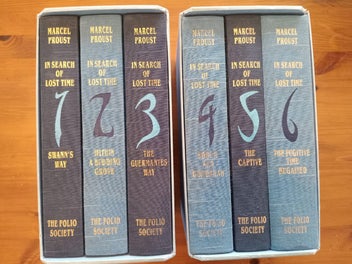 MARCEL
PROUST
IN SEARCH
OF
LOST TIME
1
SWANN'S
WAY
THE FOLIO
SOCIETY
MARCEL
PROUST
IN SEARCH
OF
LOST TIME
2
WITHIN
A BUDDING
GROVE
THE FOLIO
SOCIETY
MARCEL
PROUST
IN SEARCH
OF
LOST TIME
3
THE
GUERMANTES
WAY
THE FOLIO
SOCIETY
MARCEL
PROUST
IN SEARCH
OF
LOST TIME
4
THE FOLIO
SOCIETY
MARCEL
PROUST
IN SEARCH
OF
LOST TIME
5
THE
CAPTIVE
THE FOLIO
SOCIETY
MARCEL
PROUST
IN SEARCH
OF
LOST TIME
6
THE FUGITIVE
TIME
REGAINED
THE FOLIO
SOCIETY